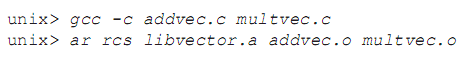 unix> gcc -c addvec.c multvec.c
unix> ar rcs libvector.a addvec.o multvec.o